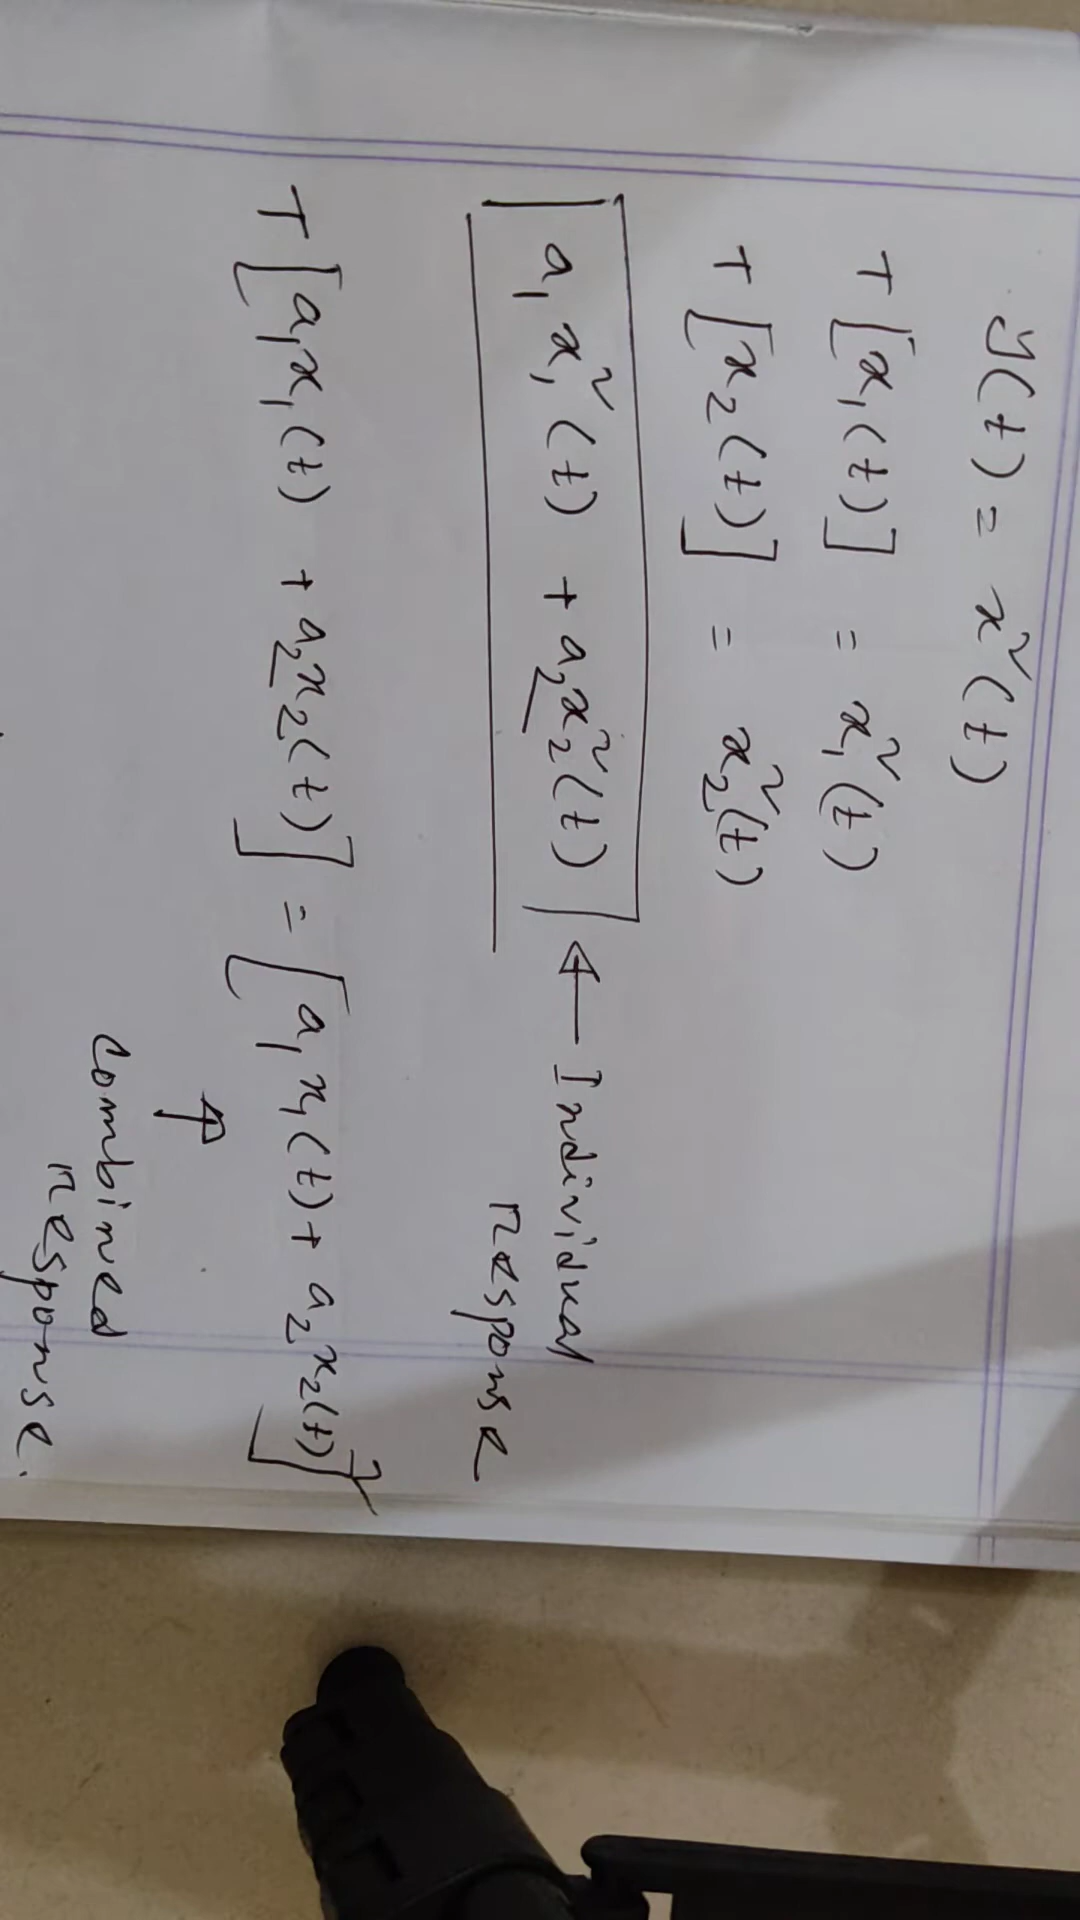 y(t) = x²(t)
T[x₁(t)] = x₁²(t)
T[x₂(t)] = x₂²(t)
a₁x₁²(t) + a₂x₂²(t) ← Individual
response
T[a₁x₁(t) + a₂x₂(t)] = [a₁x₁(t) + a₂x₂(t)]²
↑
Combined
response.